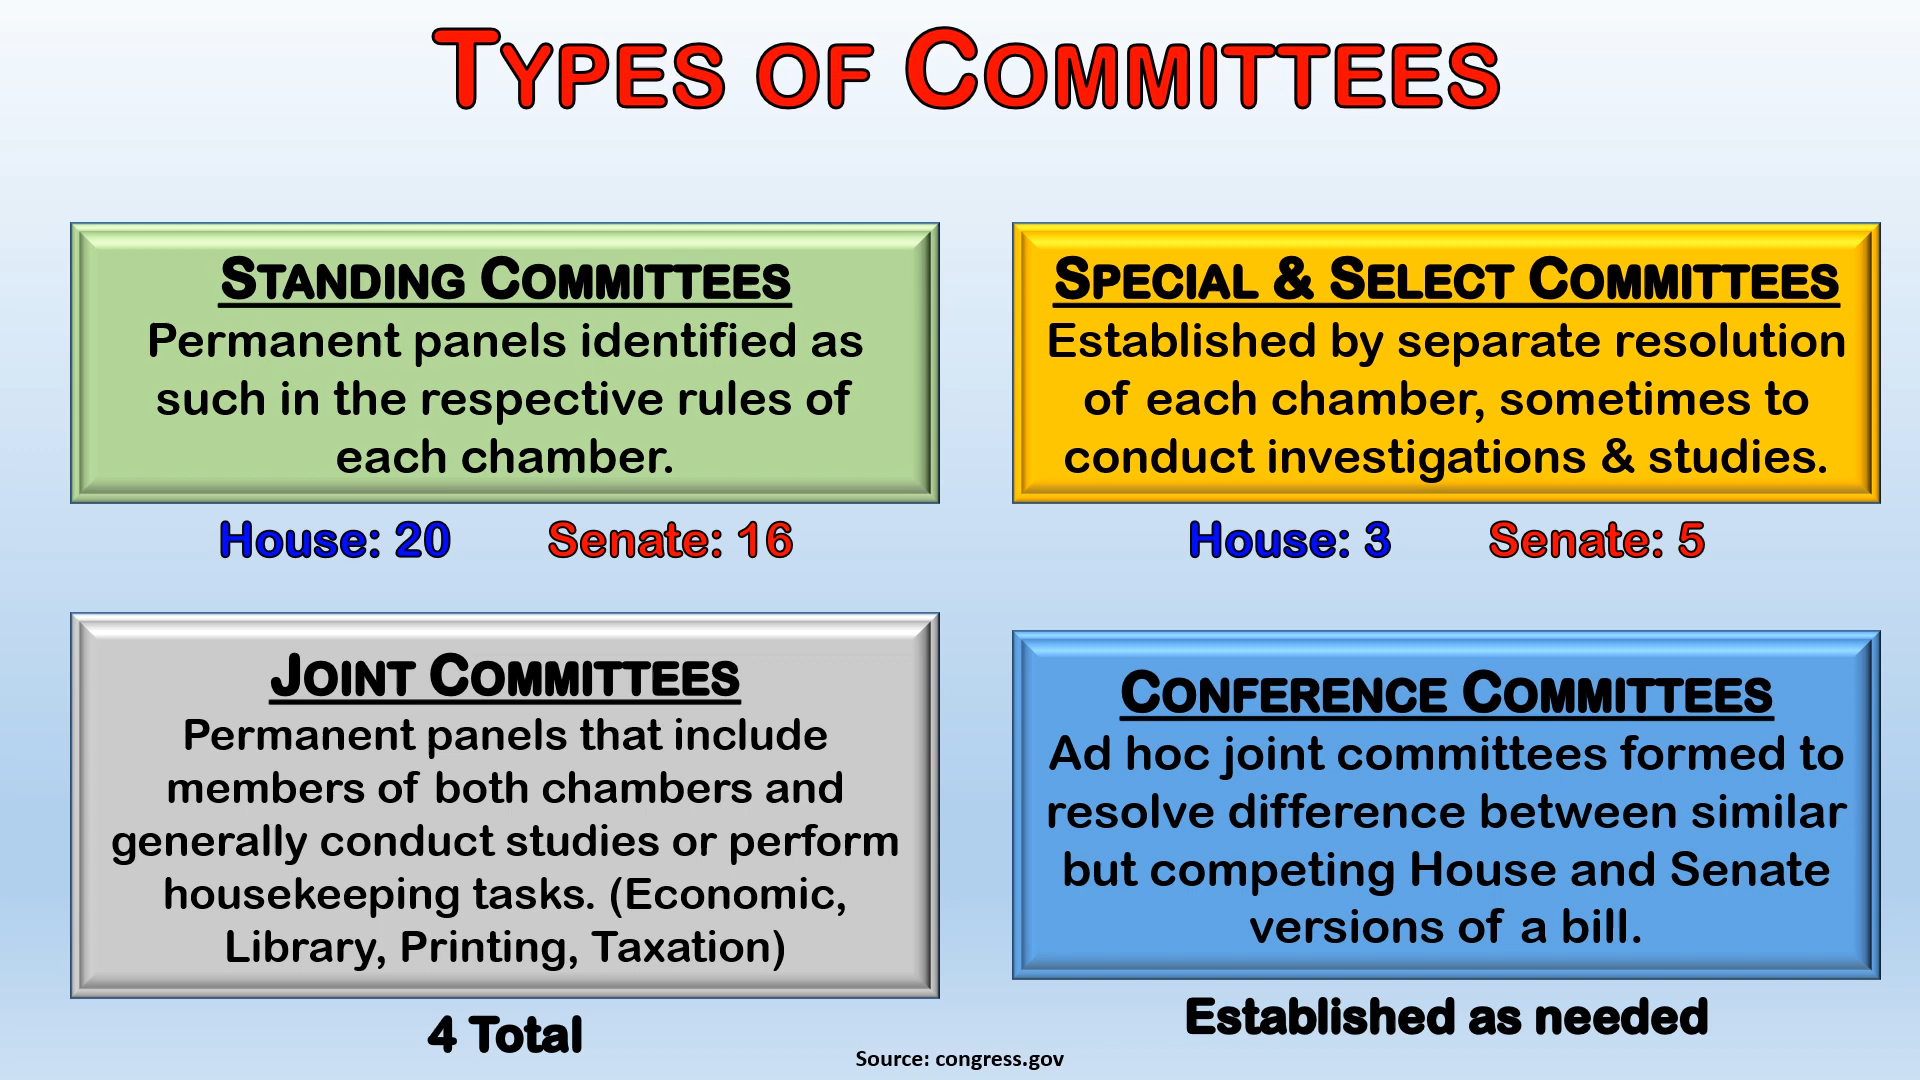 TYPES OF COMMITTEES
STANDING COMMITTEES
Permanent panels identified as
such in the respective rules of
each chamber.
House: 20 Senate: 16
SPECIAL & SELECT COMMITTEES
Established by separate resolution
of each chamber, sometimes to
conduct investigations & studies.
House: 3 Senate: 5
JOINT COMMITTEES
Permanent panels that include
members of both chambers and
generally conduct studies or perform
housekeeping tasks. (Economic,
Library, Printing, Taxation)
4 Total
CONFERENCE COMMITTEES
Ad hoc joint committees formed to
resolve difference between similar
but competing House and Senate
versions of a bill.
Established as needed
Source: congress.gov